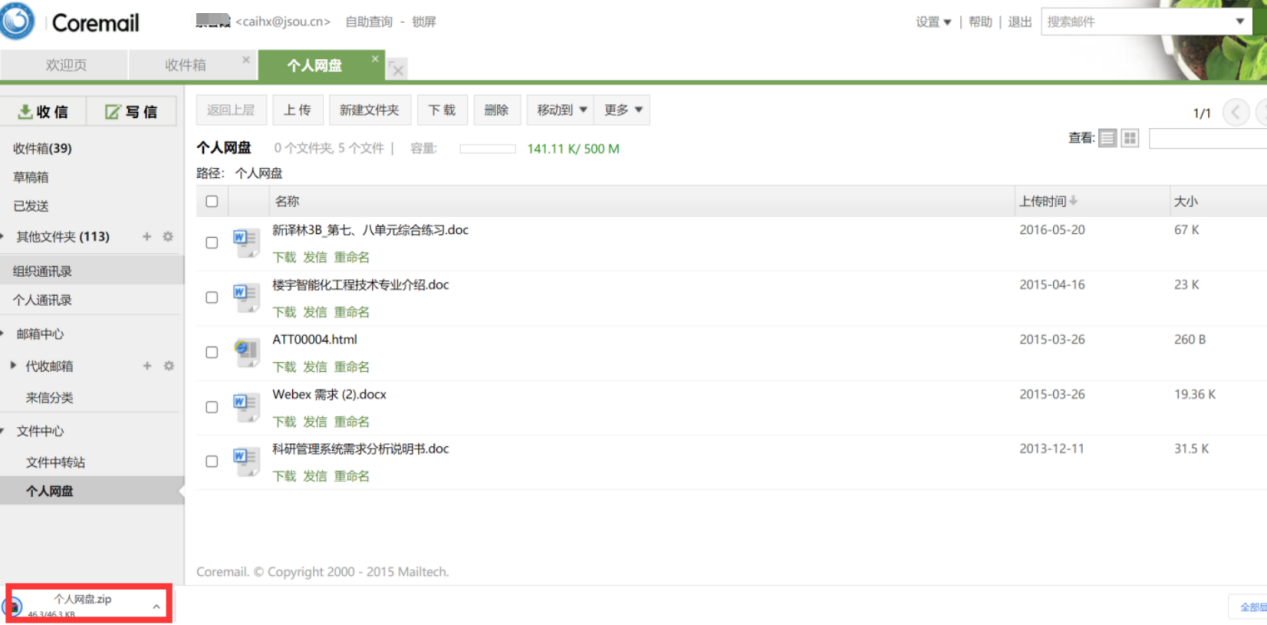 Coremail
<caihx@jsou.cn> 自助查询 - 锁屏
设置 | 帮助 | 退出
搜索邮件
欢迎页 收件箱 个人网盘
收信 写信
返回上层 上传 新建文件夹 下载 删除 移动到 更多
1/1
查看:
收件箱(39)
草稿箱
已发送
其他文件夹 (113)
组织通讯录
个人通讯录
邮箱中心
代收邮箱
来信分类
文件中心
文件中转站
个人网盘
个人网盘 0 个文件夹, 5 个文件 | 容量: 141.11 K/ 500 M
路径: 个人网盘
名称 上传时间 大小
新译林3B_第七、八单元综合练习.doc 2016-05-20 67 K
下载 发信 重命名
楼宇智能化工程技术专业介绍.doc 2015-04-16 23 K
下载 发信 重命名
ATT00004.html 2015-03-26 260 B
下载 发信 重命名
Webex 需求 (2).docx 2015-03-26 19.36 K
下载 发信 重命名
科研管理系统需求分析说明书.doc 2013-12-11 31.5 K
下载 发信 重命名
Coremail. © Copyright 2000 - 2015 Mailtech.
个人网盘.zip
46.3/46.3 KB
全部